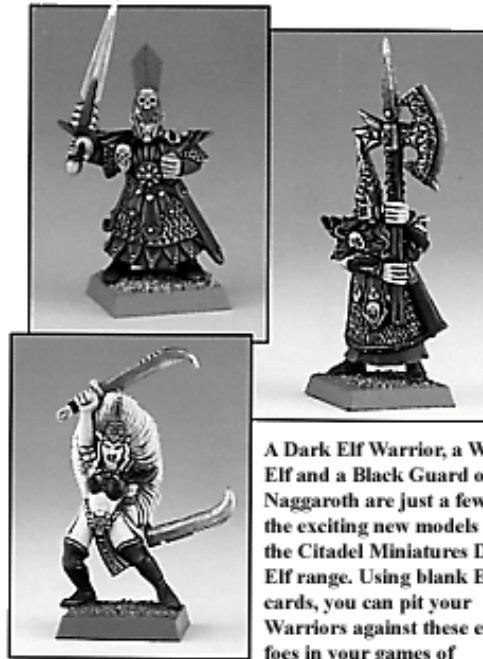 A Dark Elf Warrior, a W
Elf and a Black Guard o
Naggaroth are just a few
the exciting new models
the Citadel Miniatures D
Elf range. Using blank E
cards, you can pit your
Warriors against these e
foes in your games of